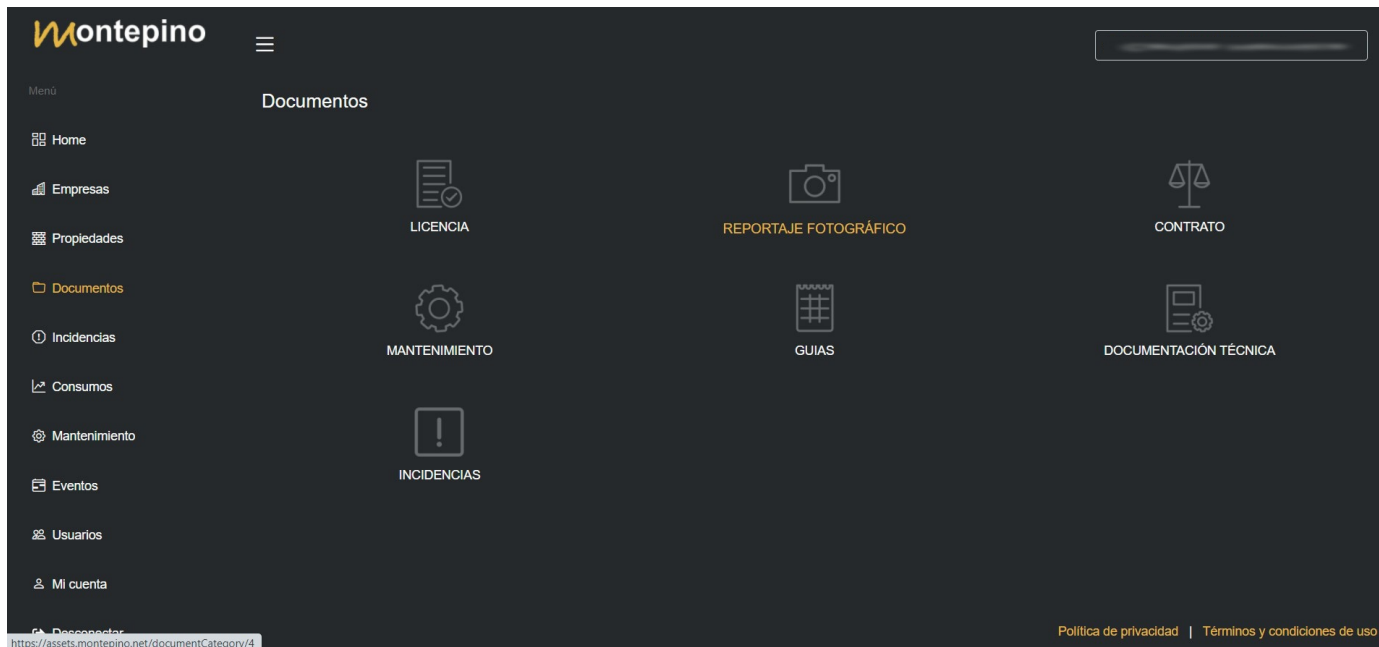 Montepino
Menú
Documentos
Home
Empresas
LICENCIA
REPORTAJE FOTOGRÁFICO
CONTRATO
Propiedades
Documentos
Incidencias
MANTENIMIENTO
GUIAS
DOCUMENTACIÓN TÉCNICA
Consumos
Mantenimiento
INCIDENCIAS
Eventos
Usuarios
Mi cuenta
Desconectar
Política de privacidad | Términos y condiciones de uso
https://assets.montepino.net/documentCategory/4